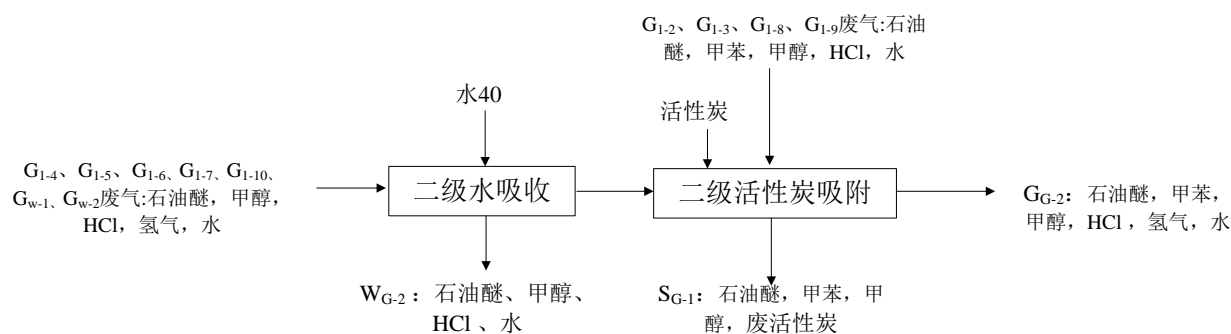 G1-2、G1-3、G1-8、G1-9废气:石油
醚，甲苯，甲醇，HCl，水
水40
活性炭
G1-4、G1-5、G1-6、G1-7、G1-10、
Gw-1、Gw-2废气:石油醚，甲醇，
HCl，氢气，水
二级水吸收
二级活性炭吸附
GG-2：石油醚，甲苯，
甲醇，HCl ，氢气，水
WG-2 ：石油醚、甲醇、
HCl 、水
SG-1：石油醚，甲苯，甲
醇，废活性炭